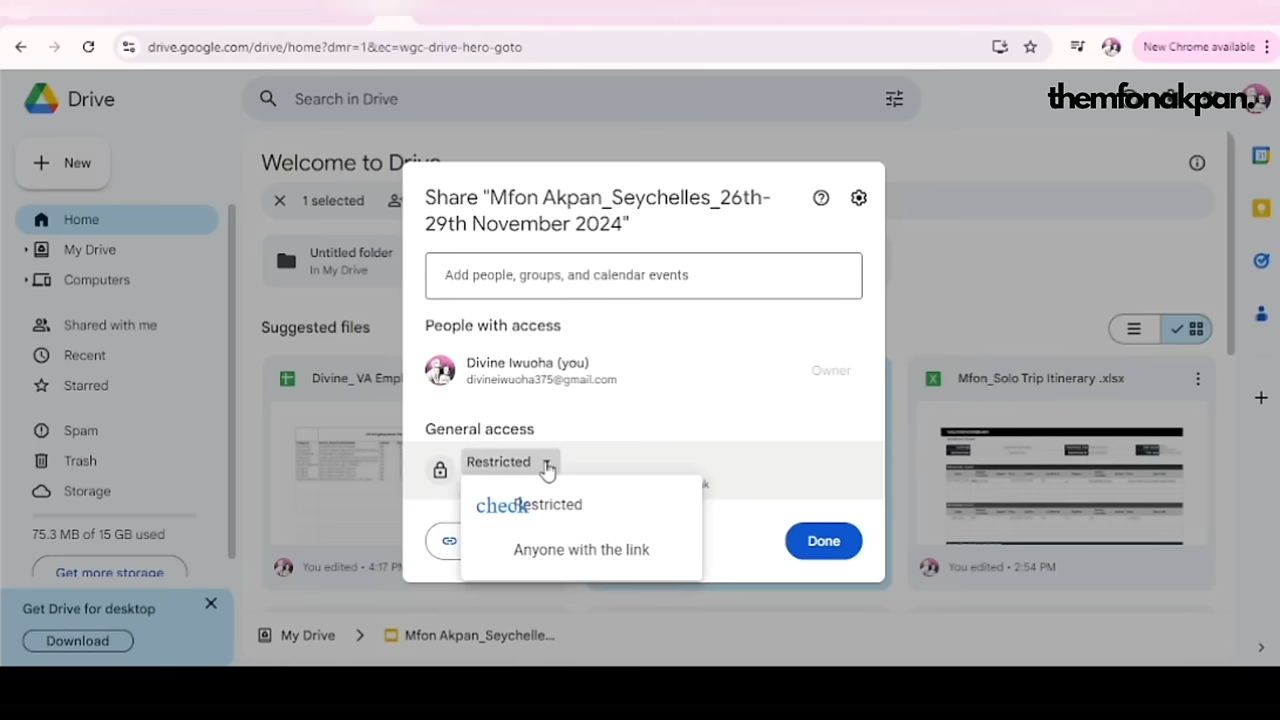 drive.google.com/drive/home?dmr=1&ec=wgc-drive-hero-goto
New Chrome available
Drive
Search in Drive
themfonakpan.
New
Welcome to Drive
1 selected
Home
My Drive
Computers
Shared with me
Recent
Starred
Spam
Trash
Storage
75.3 MB of 15 GB used
Get more storage
Get Drive for desktop
Download
Untitled folder
In My Drive
Suggested files
Divine_ VA Emp
You edited • 4:17 P
Share "Mfon Akpan_Seychelles_26th-
29th November 2024"
Add people, groups, and calendar events
People with access
Divine Iwuoha (you)
divineiwuoha375@gmail.com
Owner
General access
Restricted
check
Restricted
Anyone with the link
Done
Mfon_Solo Trip Itinerary .xlsx
You edited • 2:54 PM
My Drive
Mfon Akpan_Seychelle...